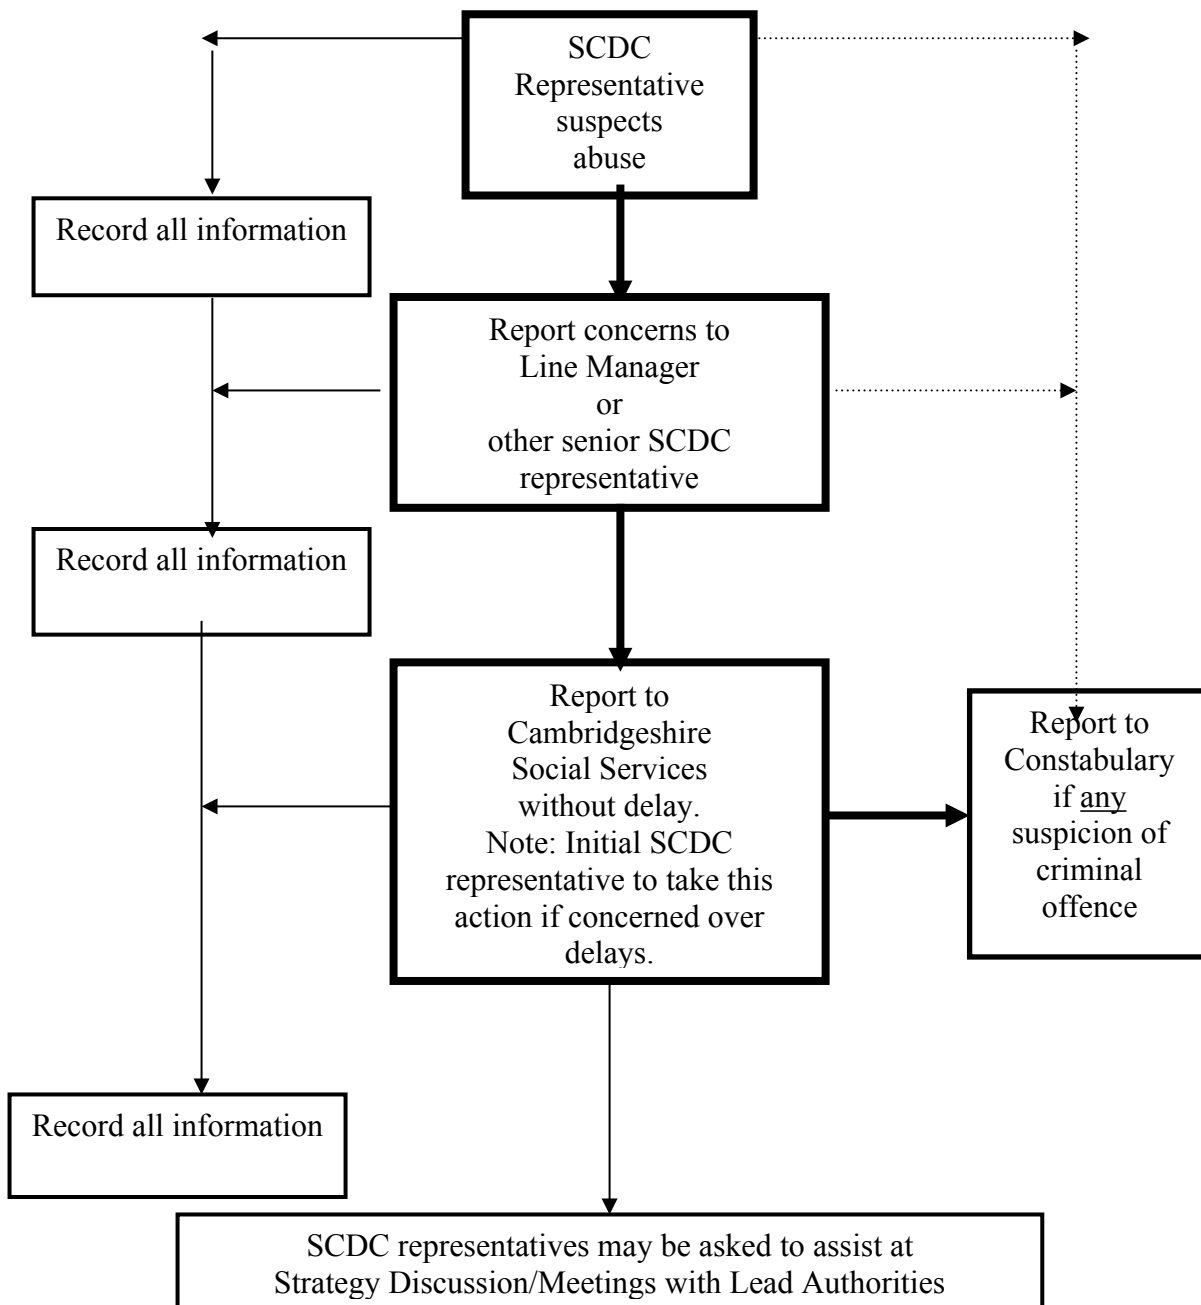 SCDC
Representative
suspects
abuse
Record all information
Report concerns to
Line Manager
or
other senior SCDC
representative
Record all information
Report to
Cambridgeshire
Social Services
without delay.
Note: Initial SCDC
representative to take this
action if concerned over
delays.
Report to
Constabulary
if any
suspicion of
criminal
offence
Record all information
SCDC representatives may be asked to assist at
Strategy Discussion/Meetings with Lead Authorities